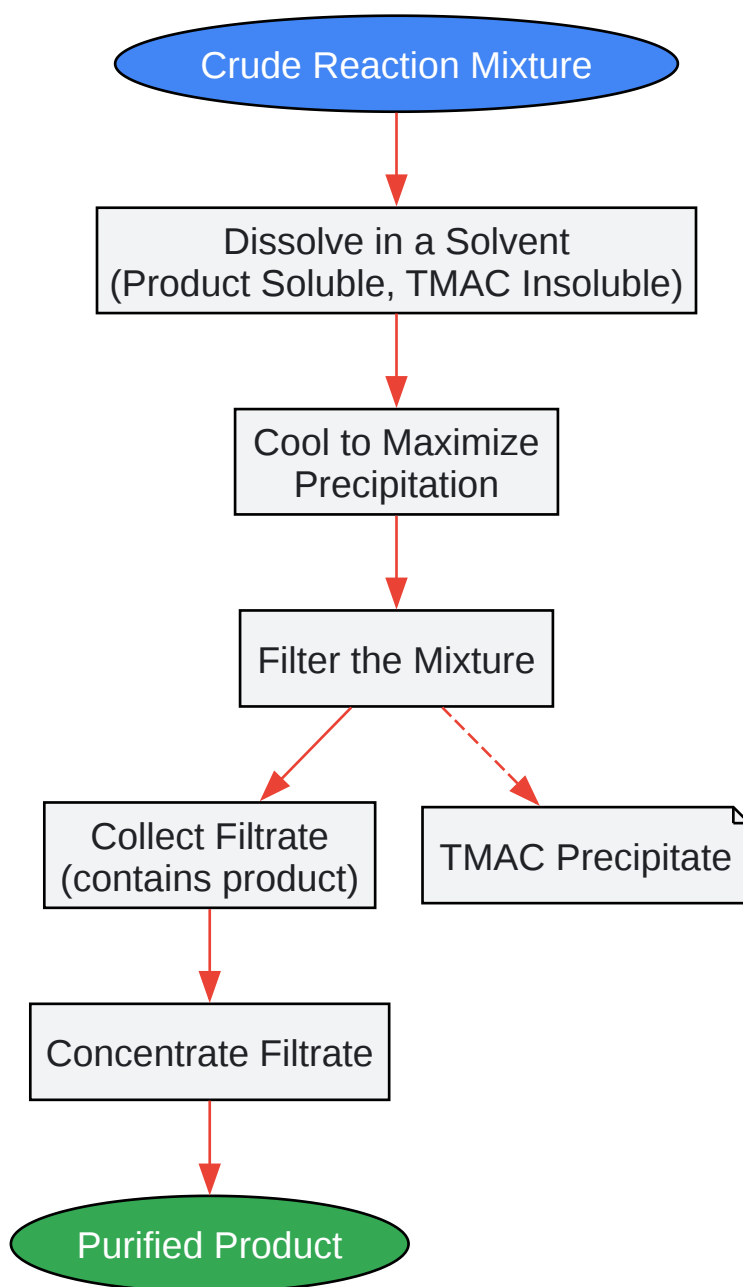 Crude Reaction Mixture
Dissolve in a Solvent
(Product Soluble, TMAC Insoluble)
Cool to Maximize
Precipitation
Filter the Mixture
Collect Filtrate
(contains product)
TMAC Precipitate
Concentrate Filtrate
Purified Product